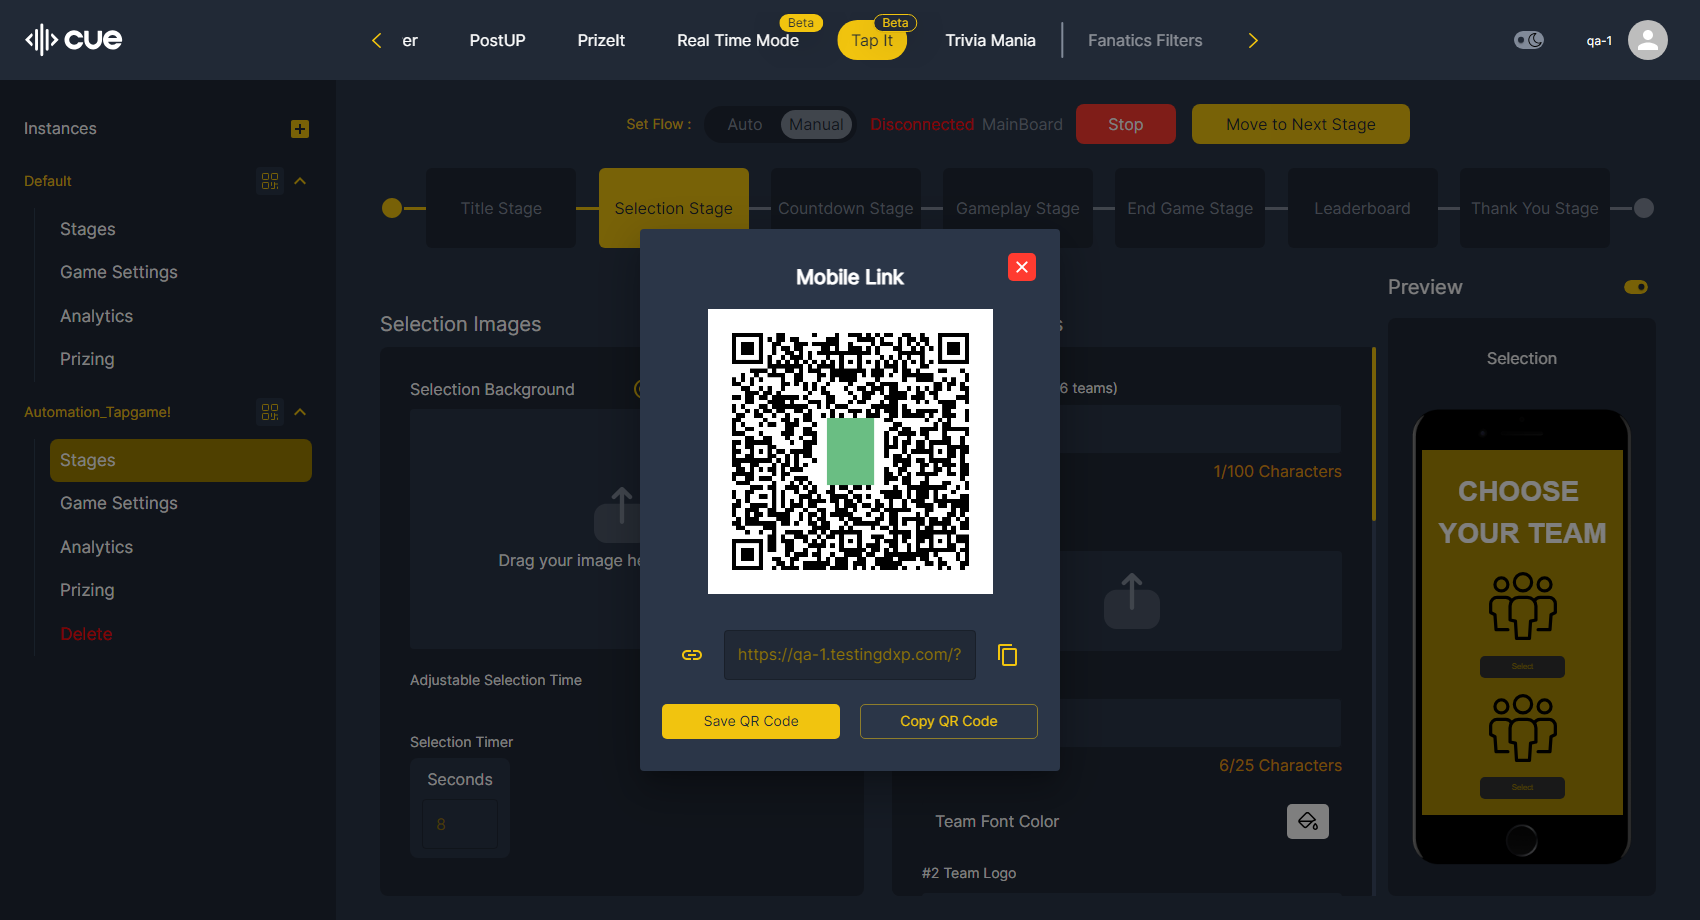 cue
er
PostUP
PrizeIt
Real Time Mode
Beta
Tap It
Beta
Trivia Mania
Fanatics Filters
qa-1
Instances
Default
Stages
Game Settings
Analytics
Prizing
Automation_Tapgame!
Stages
Game Settings
Analytics
Prizing
Delete
Set Flow :
Auto
Manual
Disconnected MainBoard
Stop
Move to Next Stage
Title Stage
Selection Stage
Countdown Stage
Gameplay Stage
End Game Stage
Leaderboard
Thank You Stage
Mobile Link
https://qa-1.testingdxp.com/?
Save QR Code
Copy QR Code
Selection Images
Selection Background
Drag your image he
Adjustable Selection Time
Selection Timer
Seconds
8
s
6 teams)
1/100 Characters
6/25 Characters
Team Font Color
#2 Team Logo
Preview
Selection
CHOOSE
YOUR TEAM
Select
Select